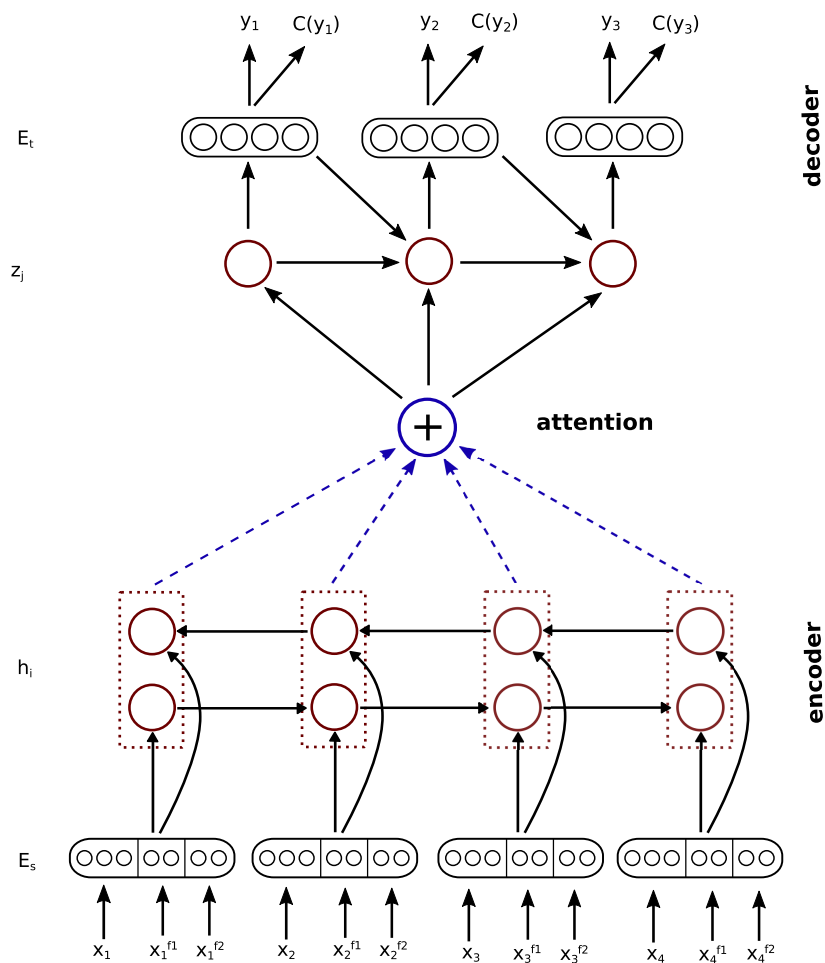 y₁ C(y₁) y₂ C(y₂) y₃ C(y₃)
decoder
Eₜ
zⱼ
+
attention
encoder
hᵢ
Eₛ
x₁ x₁ᶠ¹ x₁ᶠ² x₂ x₂ᶠ¹ x₂ᶠ² x₃ x₃ᶠ¹ x₃ᶠ² x₄ x₄ᶠ¹ x₄ᶠ²